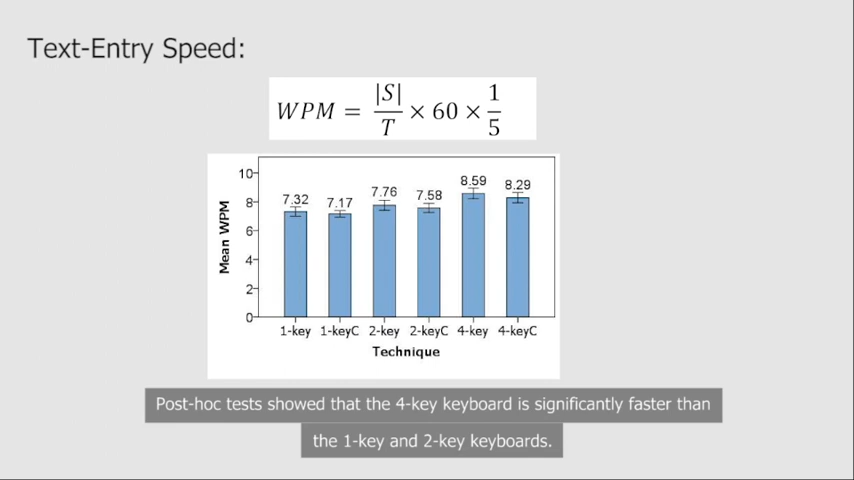 Text-Entry Speed:
WPM = |S|/T × 60 × 1/5
10
8
6
4
2
0
Mean WPM
7.32 7.17 7.76 7.58 8.59 8.29
1-key 1-keyC 2-key 2-keyC 4-key 4-keyC
Technique
Post-hoc tests showed that the 4-key keyboard is significantly faster than
the 1-key and 2-key keyboards.